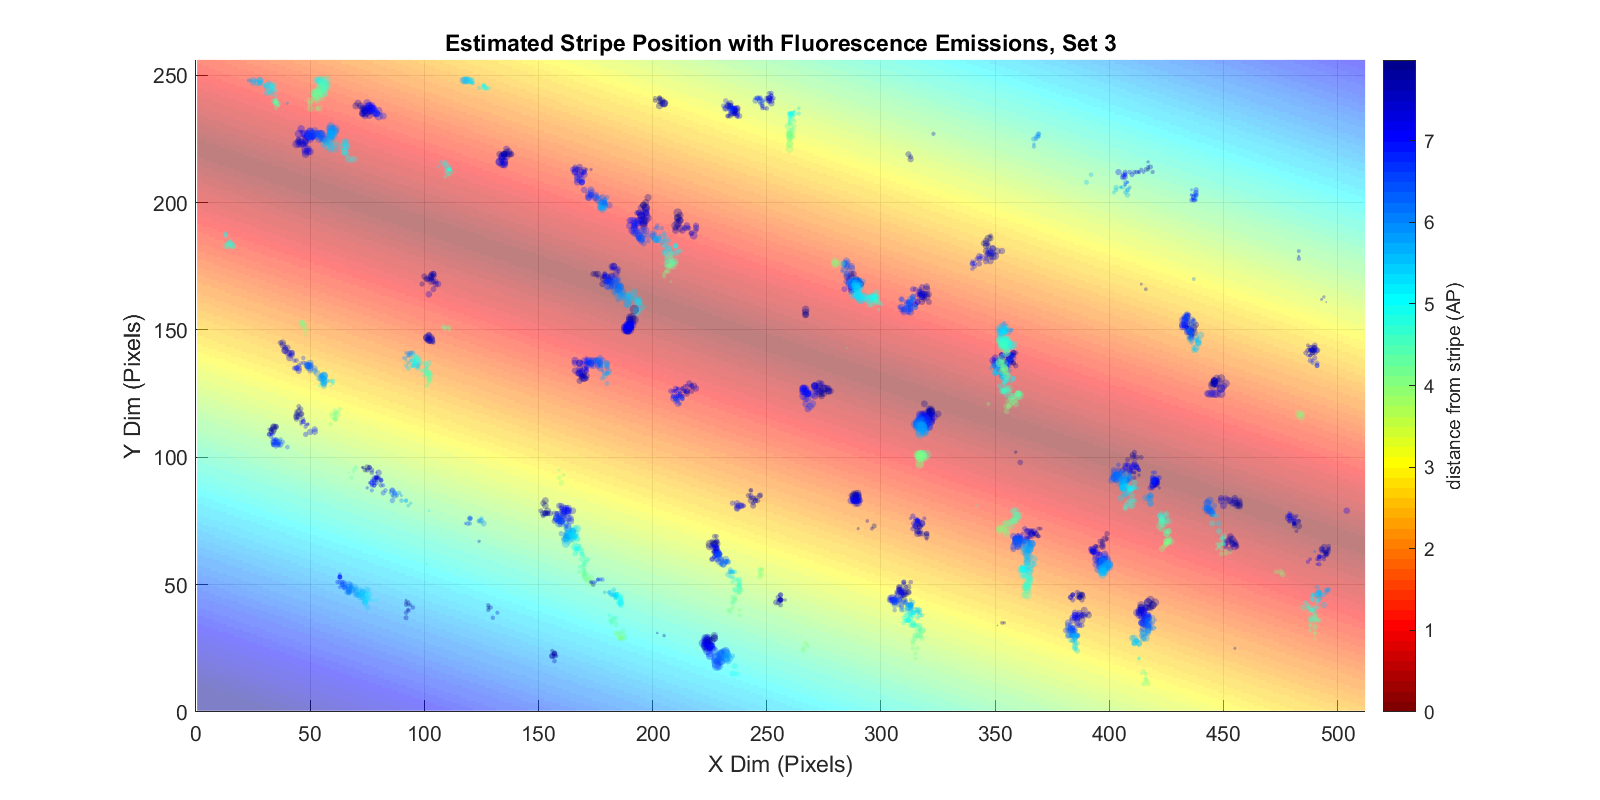 Estimated Stripe Position with Fluorescence Emissions, Set 3
250
200
150
100
50
0
Y Dim (Pixels)
0 50 100 150 200 250 300 350 400 450 500
X Dim (Pixels)
7
6
5
4
3
2
1
0
distance from stripe (AP)